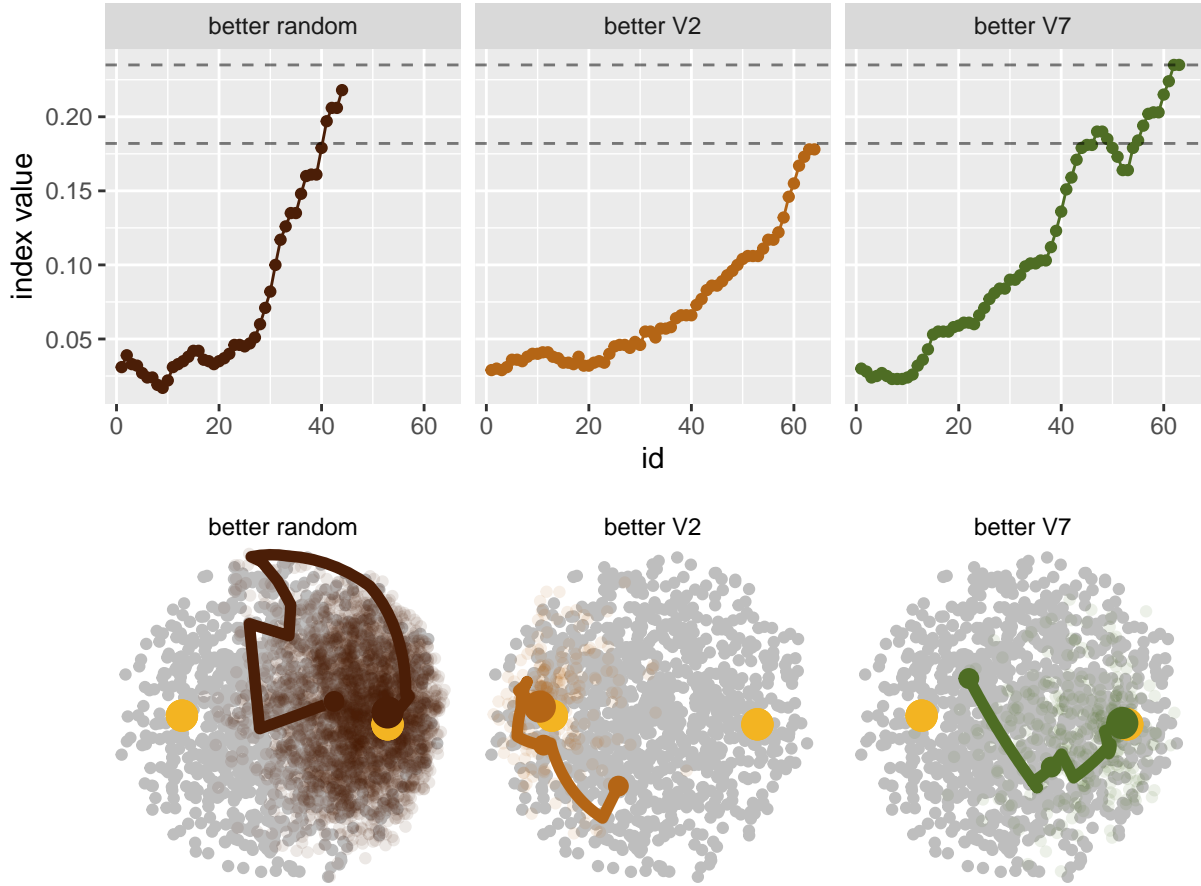 better random
better V2
better V7
index value
0.20
0.15
0.10
0.05
0 20 40 60
0 20 40 60
0 20 40 60
id
better random
better V2
better V7